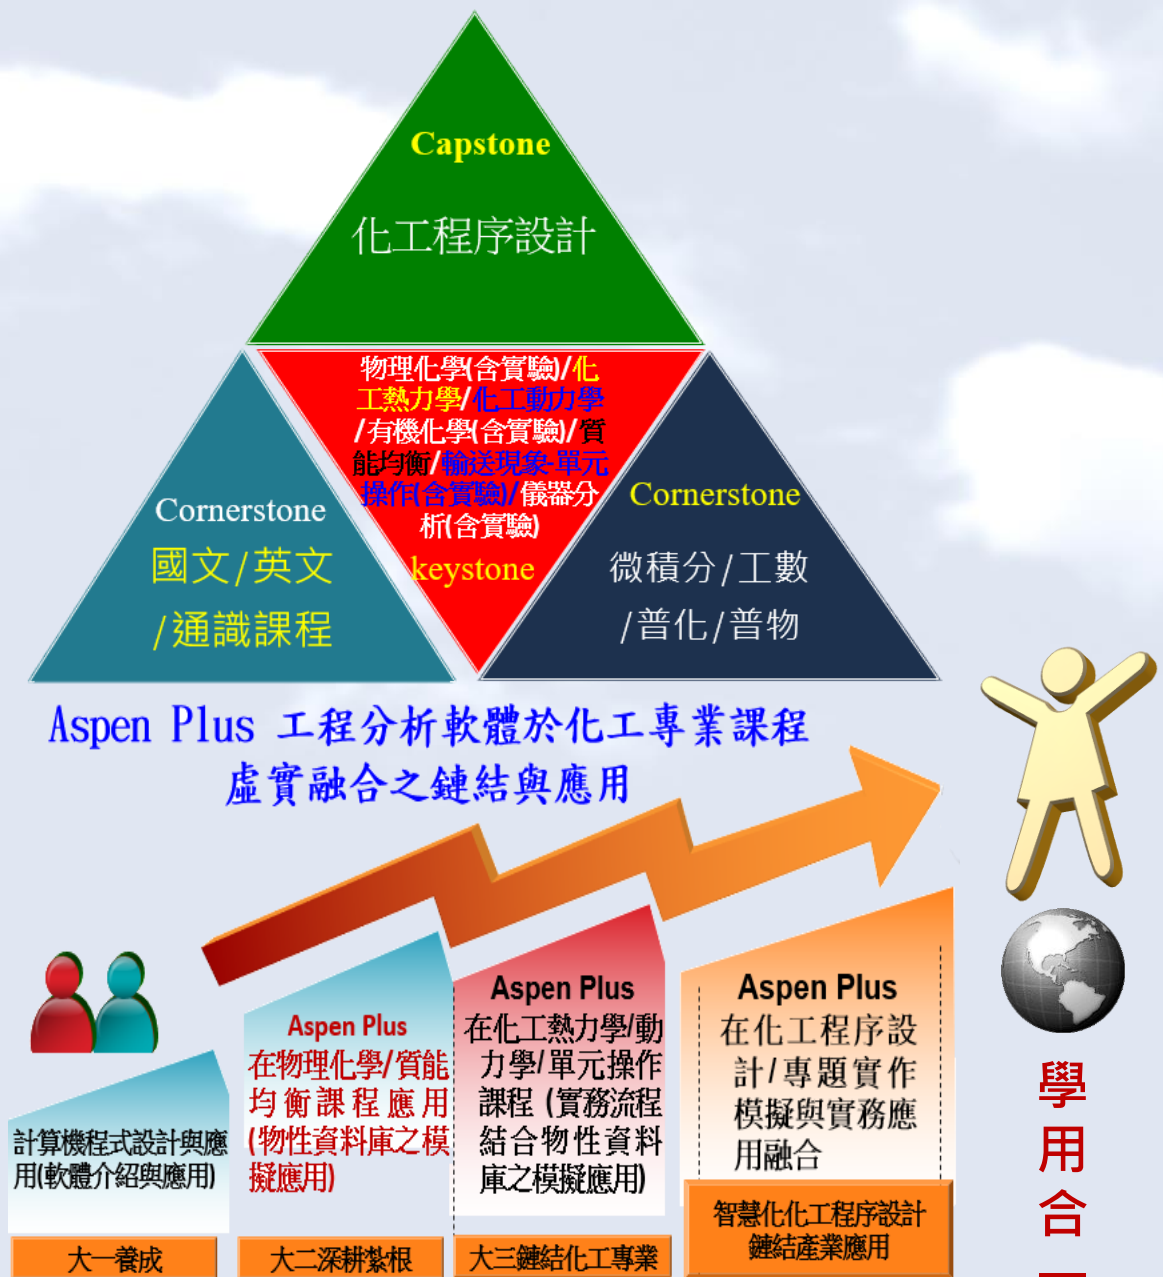 Capstone
化工程序設計
物理化學(含實驗)/化
工熱力學/化工動力學
/有機化學(含實驗)/質
能均衡/輸送現象-單元
操作(含實驗)/儀器分
析(含實驗)
keystone
Cornerstone
國文/英文
/通識課程
Cornerstone
微積分/工數
/普化/普物
Aspen Plus 工程分析軟體於化工專業課程
虛實融合之鏈結與應用
計算機程式設計與應
用(軟體介紹與應用)
大一養成
Aspen Plus
在物理化學/質能
均衡課程應用
(物性資料庫之模
擬應用)
大二深耕紮根
Aspen Plus
在化工熱力學/動
力學/單元操作
課程 (實務流程
結合物性資料
庫之模擬應用)
大三鏈結化工專業
Aspen Plus
在化工程序設
計/專題實作
模擬與實務應
用融合
智慧化化工程序設計
鏈結產業應用
學
用
合